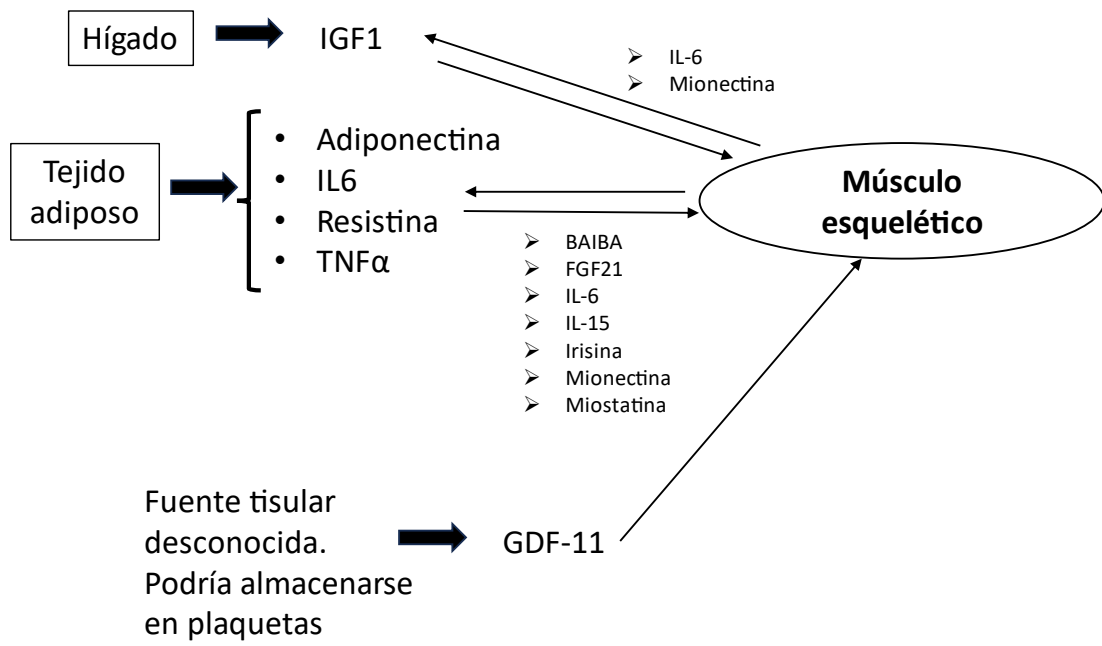 Hígado
IGF1
IL-6
Mionectina
Tejido
adiposo
Adiponectina
IL6
Resistina
TNFα
Músculo
esquelético
BAIBA
FGF21
IL-6
IL-15
Irisina
Mionectina
Miostatina
Fuente tisular
desconocida.
Podría almacenarse
en plaquetas
GDF-11